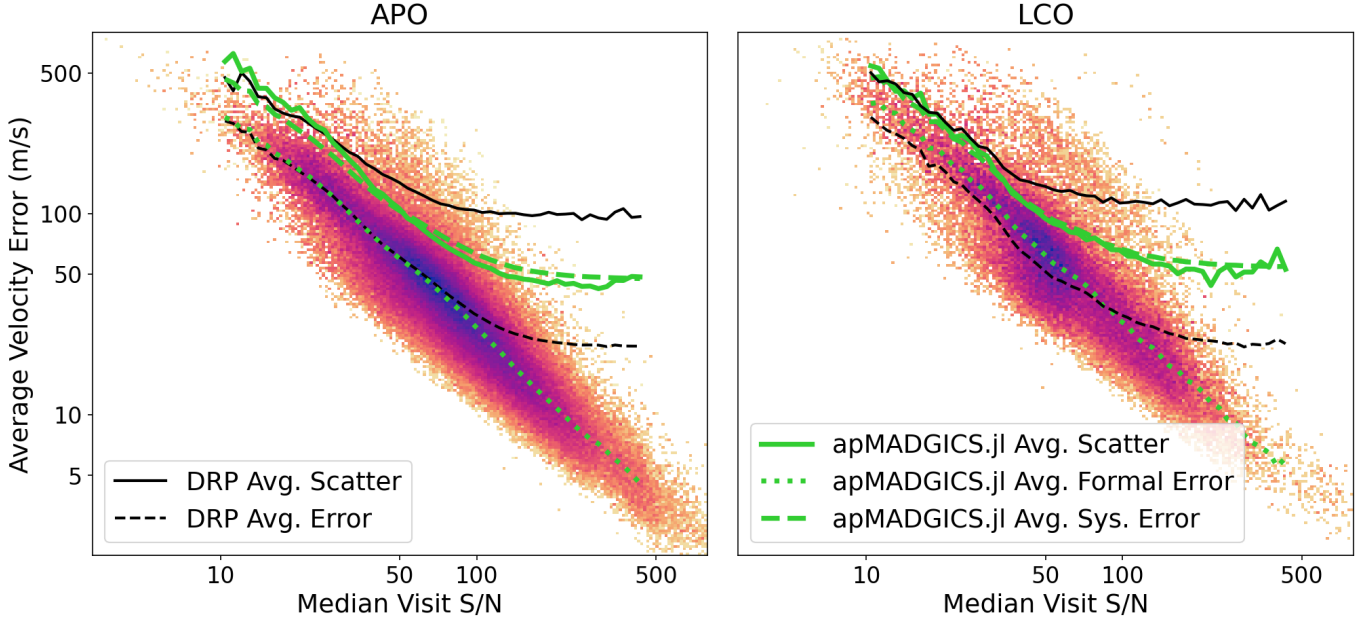 APO
LCO
Average Velocity Error (m/s)
500
100
50
10
5
DRP Avg. Scatter
DRP Avg. Error
apMADGICS.jl Avg. Scatter
apMADGICS.jl Avg. Formal Error
apMADGICS.jl Avg. Sys. Error
10
50
100
500
10
50
100
500
Median Visit S/N
Median Visit S/N